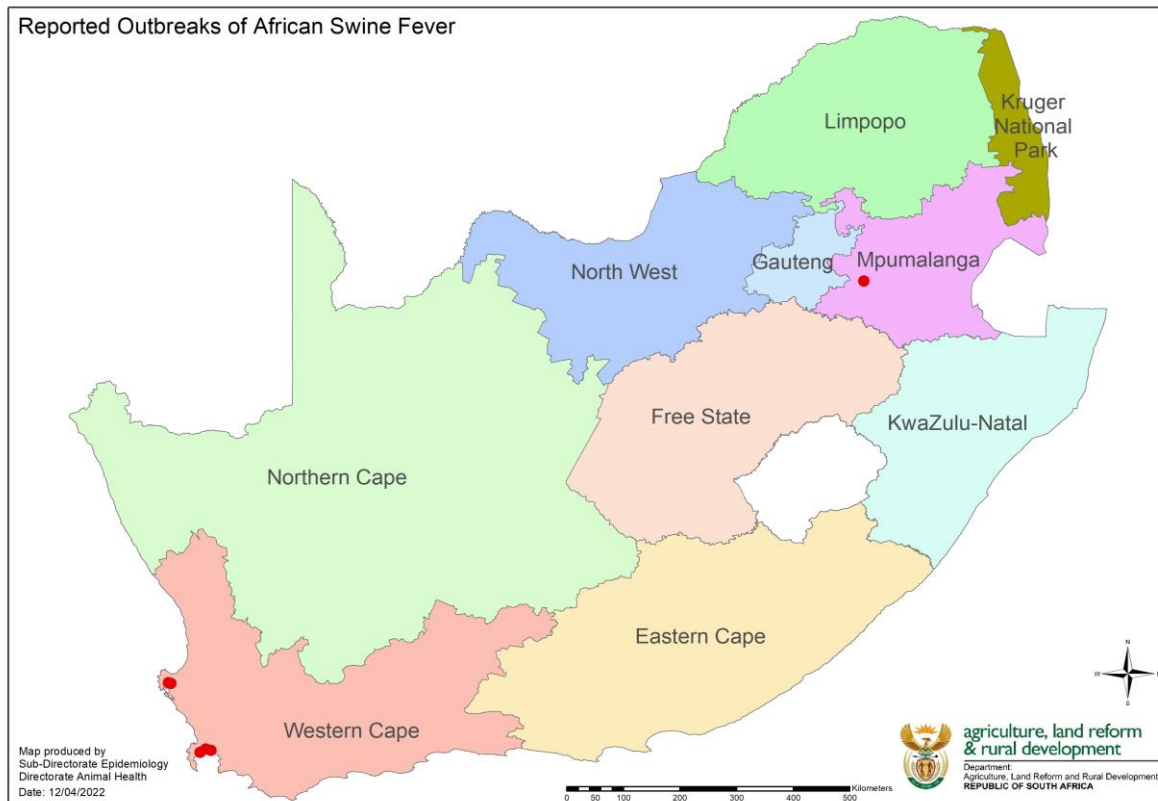 Reported Outbreaks of African Swine Fever
Limpopo
Kruger
National
Park
North West
Gauteng
Mpumalanga
Free State
KwaZulu-Natal
Northern Cape
Eastern Cape
Western Cape
N
W
E
S
Map produced by
Sub-Directorate Epidemiology
Directorate Animal Health
Date: 12/04/2022
Kilometers
0 50 100 200 300 400 500
agriculture, land reform
& rural development
Department:
Agriculture, Land Reform and Rural Development
REPUBLIC OF SOUTH AFRICA